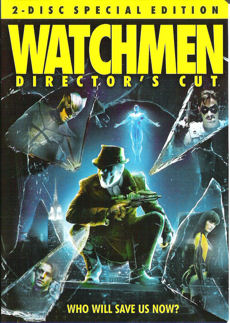 2-DISC SPECIAL EDITION
WATCHMEN
DIRECTOR'S CUT
WHO WILL SAVE US NOW?